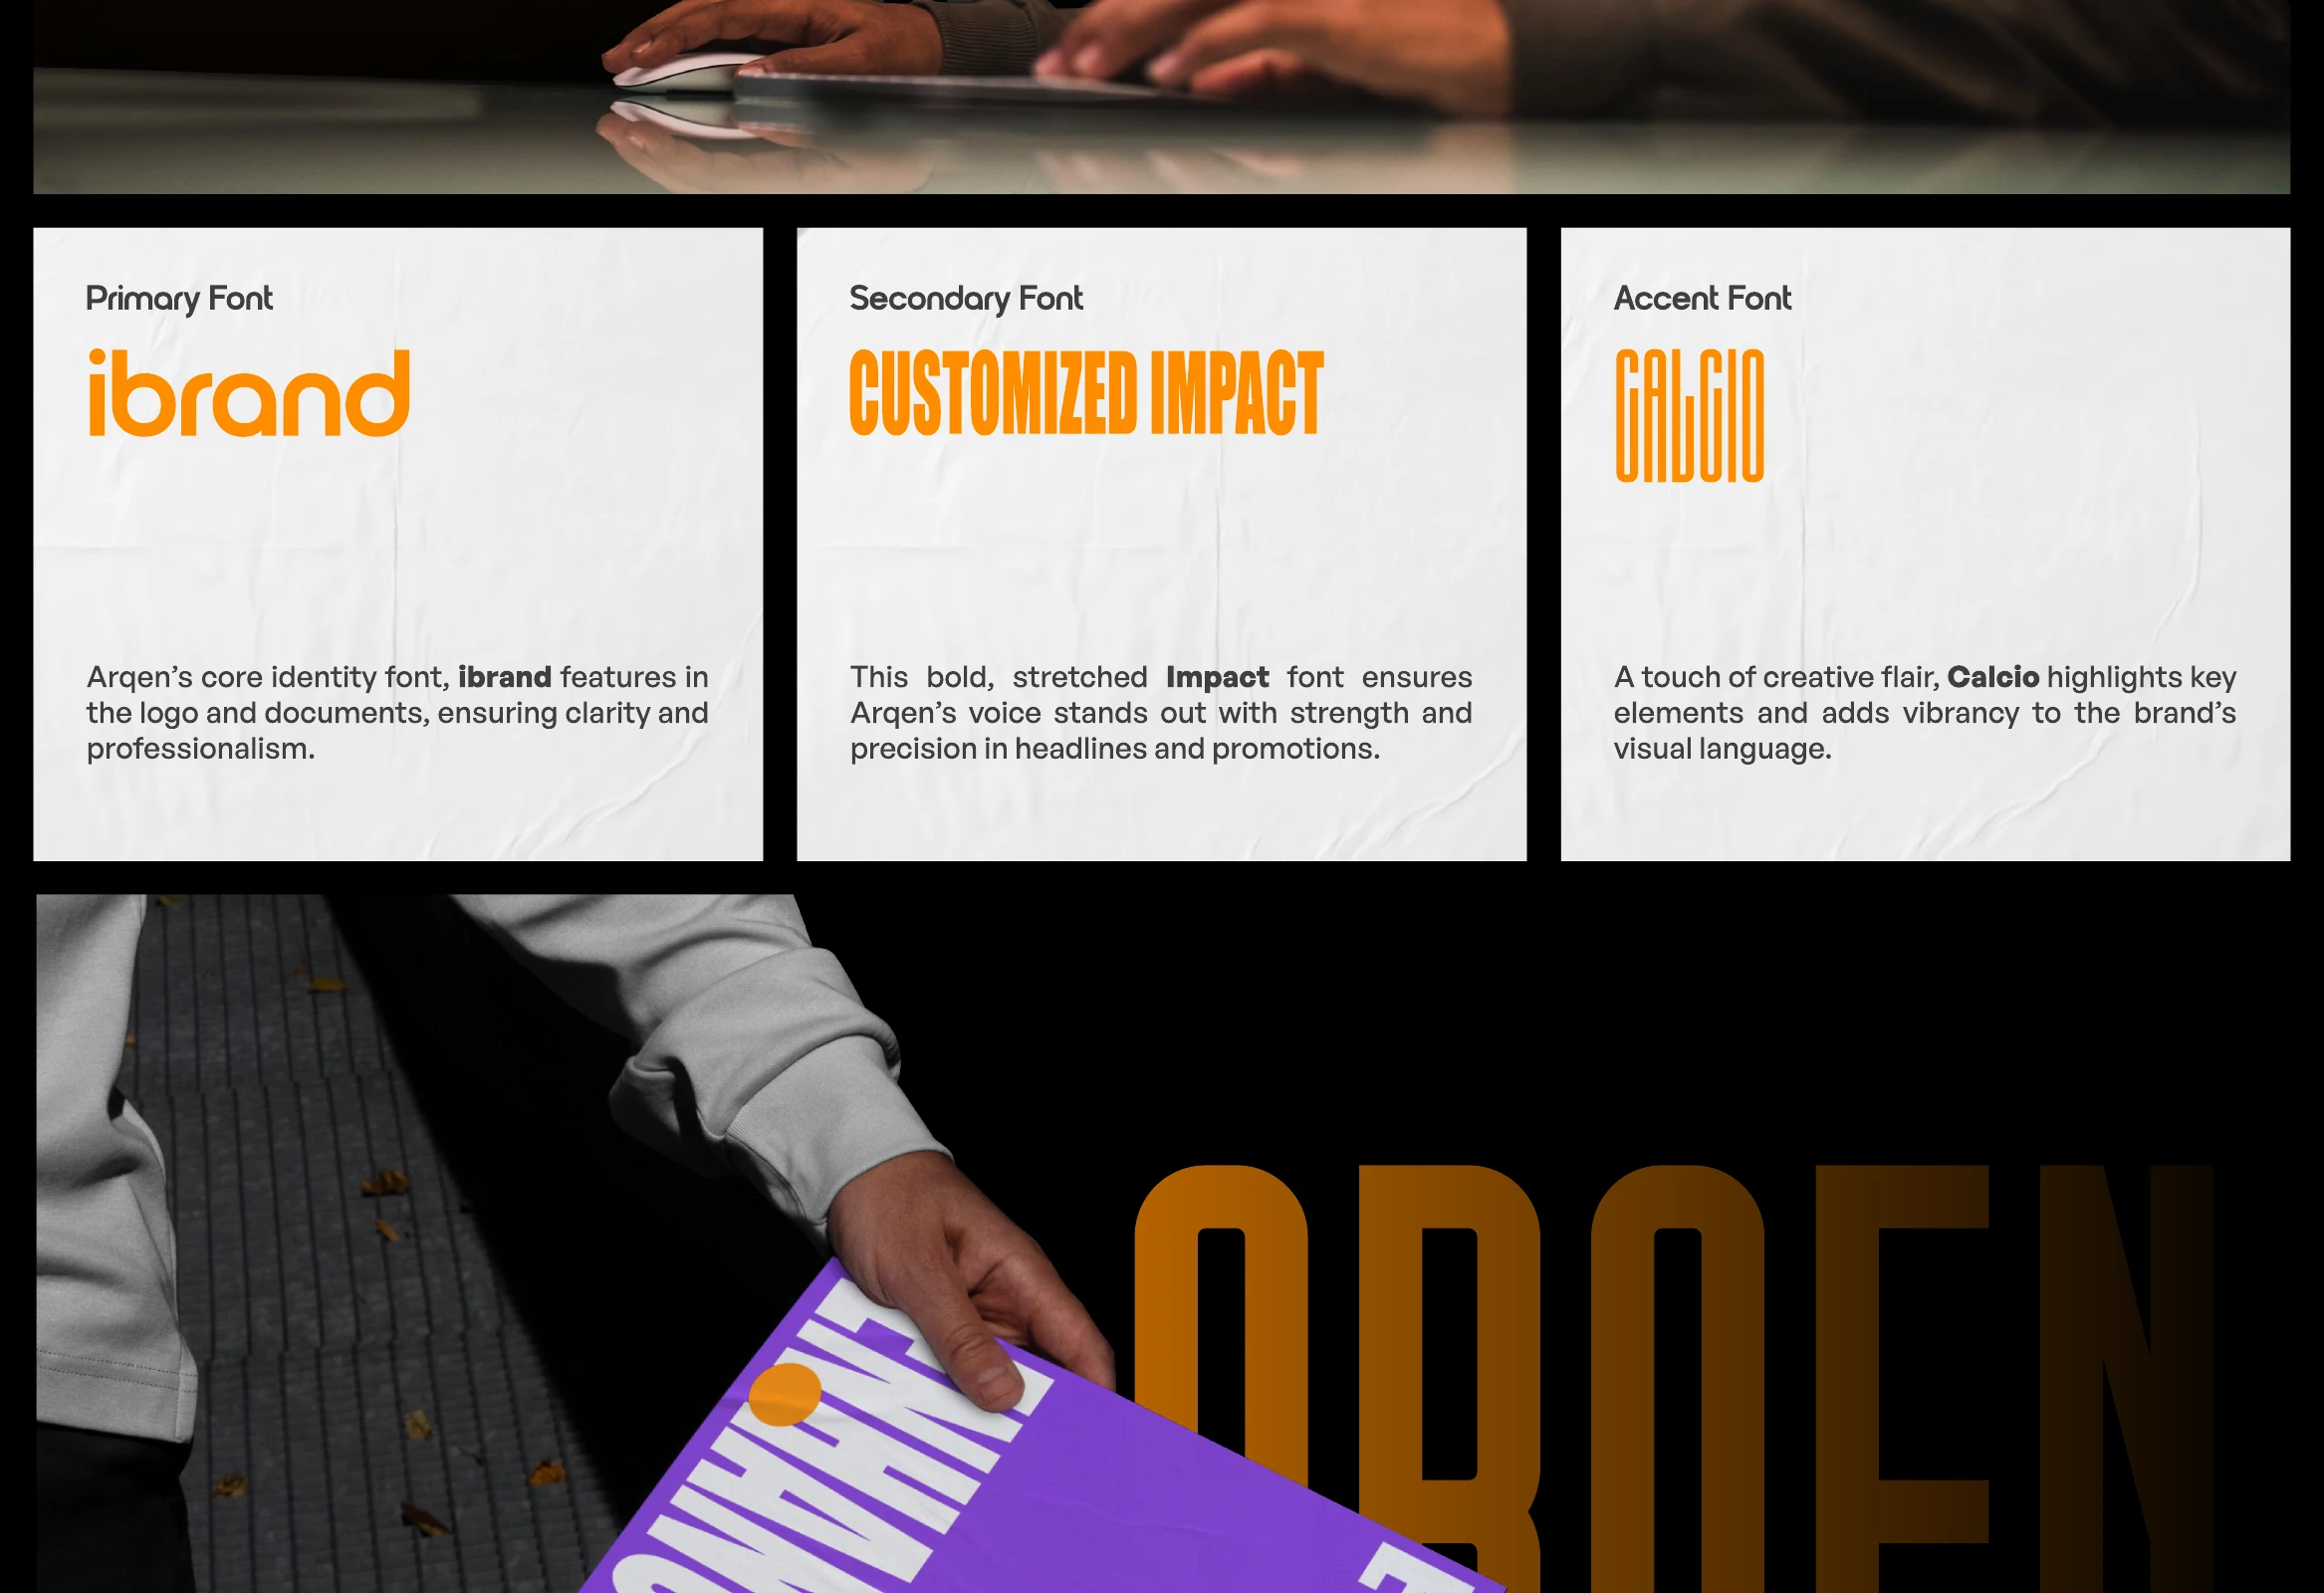 Primary Font
ibrand
Arqen’s core identity font, ibrand features in
the logo and documents, ensuring clarity and
professionalism.
Secondary Font
CUSTOMIZED IMPACT
This bold, stretched Impact font ensures
Arqen’s voice stands out with strength and
precision in headlines and promotions.
Accent Font
CALCIO
A touch of creative flair, Calcio highlights key
elements and adds vibrancy to the brand’s
visual language.